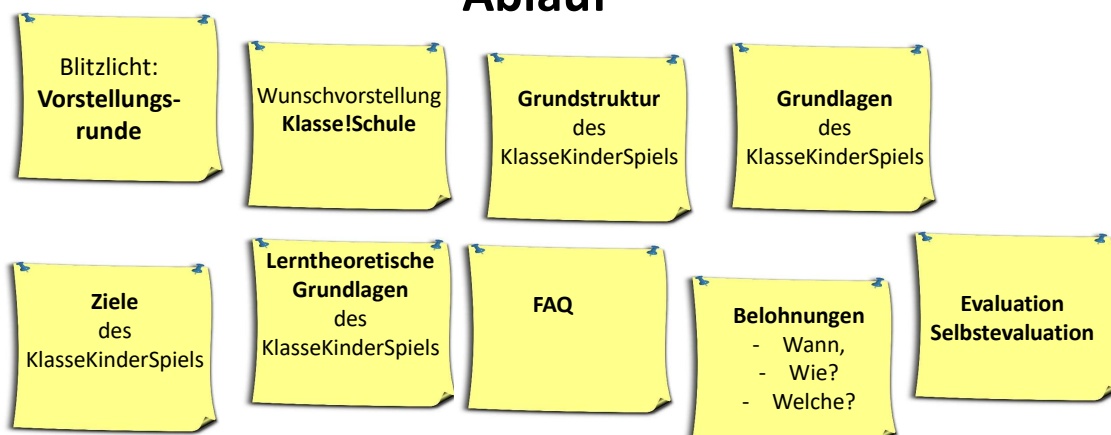 Ablauf
Blitzlicht:
Vorstellungs-
runde
Wunschvorstellung
Klasse!Schule
Grundstruktur
des
KlasseKinderSpiels
Grundlagen
des
KlasseKinderSpiels
Ziele
des
KlasseKinderSpiels
Lerntheoretische
Grundlagen
des
KlasseKinderSpiels
FAQ
Belohnungen
- Wann,
- Wie?
- Welche?
Evaluation
Selbstevaluation